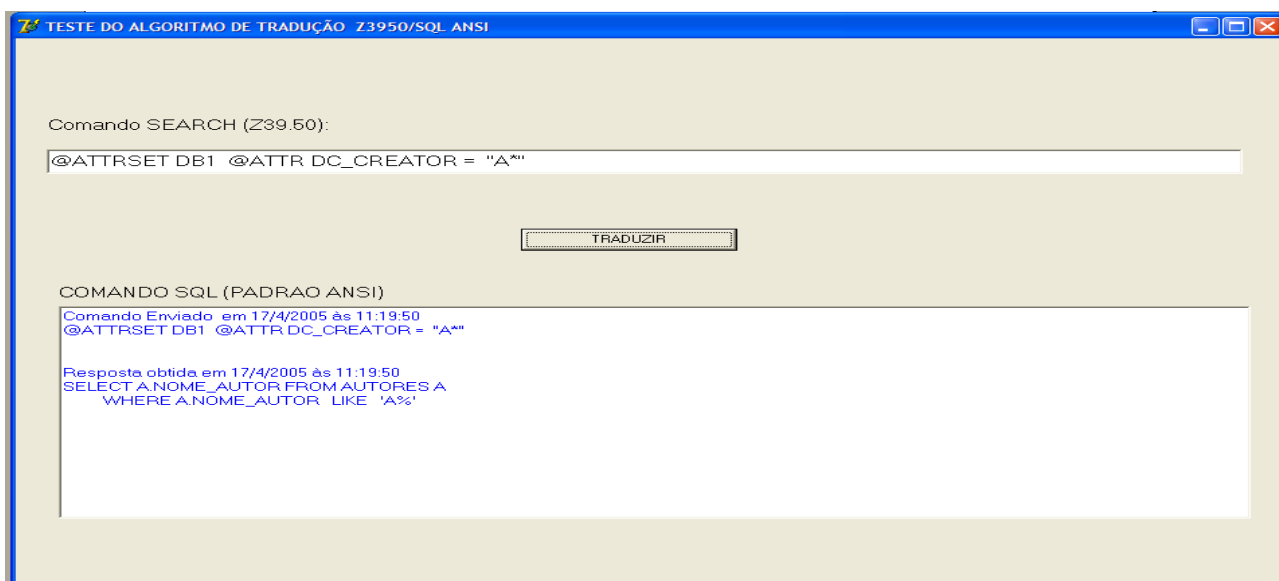 TESTE DO ALGORITMO DE TRADUÇÃO Z3950/SQL ANSI
Comando SEARCH (Z39.50):
@ATTRSET DB1 @ATTR DC_CREATOR = "A*"
TRADUZIR
COMANDO SQL (PADRAO ANSI)
Comando Enviado em 17/4/2005 às 11:19:50
@ATTRSET DB1 @ATTR DC_CREATOR = "A*"
Resposta obtida em 17/4/2005 às 11:19:50
SELECT A.NOME_AUTOR FROM AUTORES A
WHERE A.NOME_AUTOR LIKE 'A%'